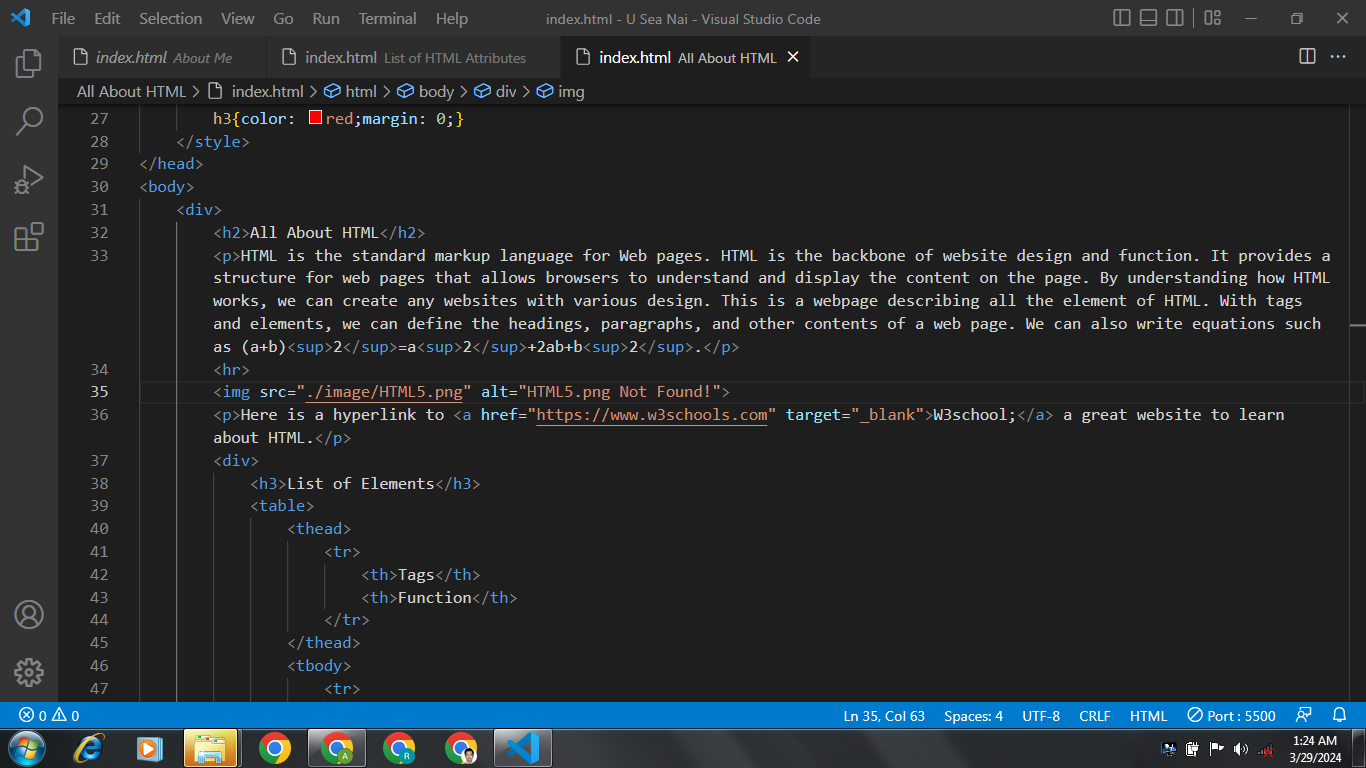 File Edit Selection View Go Run Terminal Help index.html - U Sea Nai - Visual Studio Code
index.html About Me index.html List of HTML Attributes index.html All About HTML
All About HTML > index.html > html > body > div > img
27 h3{color: red;margin: 0;}
28 </style>
29 </head>
30 <body>
31 <div>
32 <h2>All About HTML</h2>
33 <p>HTML is the standard markup language for Web pages. HTML is the backbone of website design and function. It provides a
structure for web pages that allows browsers to understand and display the content on the page. By understanding how HTML
works, we can create any websites with various design. This is a webpage describing all the element of HTML. With tags
and elements, we can define the headings, paragraphs, and other contents of a web page. We can also write equations such
as (a+b)<sup>2</sup>=a<sup>2</sup>+2ab+b<sup>2</sup>.</p>
34 <hr>
35 <img src="./image/HTML5.png" alt="HTML5.png Not Found!">
36 <p>Here is a hyperlink to <a href="https://www.w3schools.com" target="_blank">W3school;</a> a great website to learn
about HTML.</p>
37 <div>
38 <h3>List of Elements</h3>
39 <table>
40 <thead>
41 <tr>
42 <th>Tags</th>
43 <th>Function</th>
44 </tr>
45 </thead>
46 <tbody>
47 <tr>
0 0 Ln 35, Col 63 Spaces: 4 UTF-8 CRLF HTML Port : 5500
A R 1:24 AM
3/29/2024